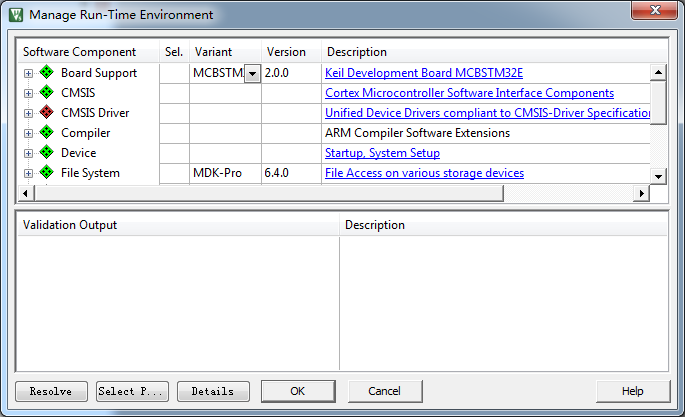 Manage Run-Time Environment
Software Component Sel. Variant Version Description
Board Support MCBSTM 2.0.0 Keil Development Board MCBSTM32E
CMSIS Cortex Microcontroller Software Interface Components
CMSIS Driver Unified Device Drivers compliant to CMSIS-Driver Specification
Compiler ARM Compiler Software Extensions
Device Startup, System Setup
File System MDK-Pro 6.4.0 File Access on various storage devices
Validation Output Description
Resolve Select P... Details OK Cancel Help